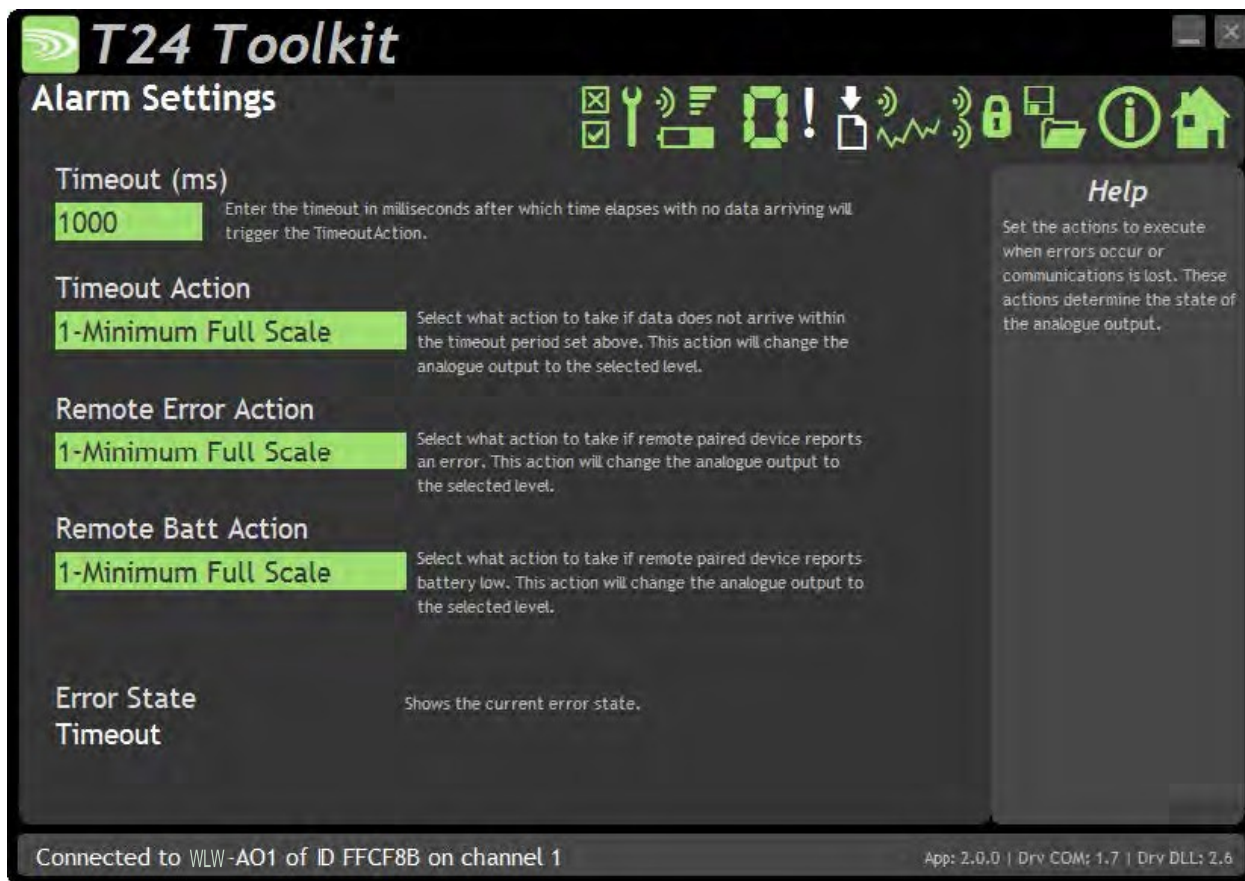 T24 Toolkit
Alarm Settings
Timeout (ms)
1000
Enter the timeout in milliseconds after which time elapses with no data arriving will
trigger the TimeoutAction.
Timeout Action
1-Minimum Full Scale
Select what action to take if data does not arrive within
the timeout period set above. This action will change the
analogue output to the selected level.
Remote Error Action
1-Minimum Full Scale
Select what action to take if remote paired device reports
an error. This action will change the analogue output to
the selected level.
Remote Batt Action
1-Minimum Full Scale
Select what action to take if remote paired device reports
battery low. This action will change the analogue output to
the selected level.
Error State
Timeout
Shows the current error state.
Help
Set the actions to execute
when errors occur or
communications is lost. These
actions determine the state of
the analogue output.
Connected to WLW-AO1 of ID FFCF8B on channel 1
App: 2.0.0 | Drv COM: 1.7 | Drv DLL: 2.6